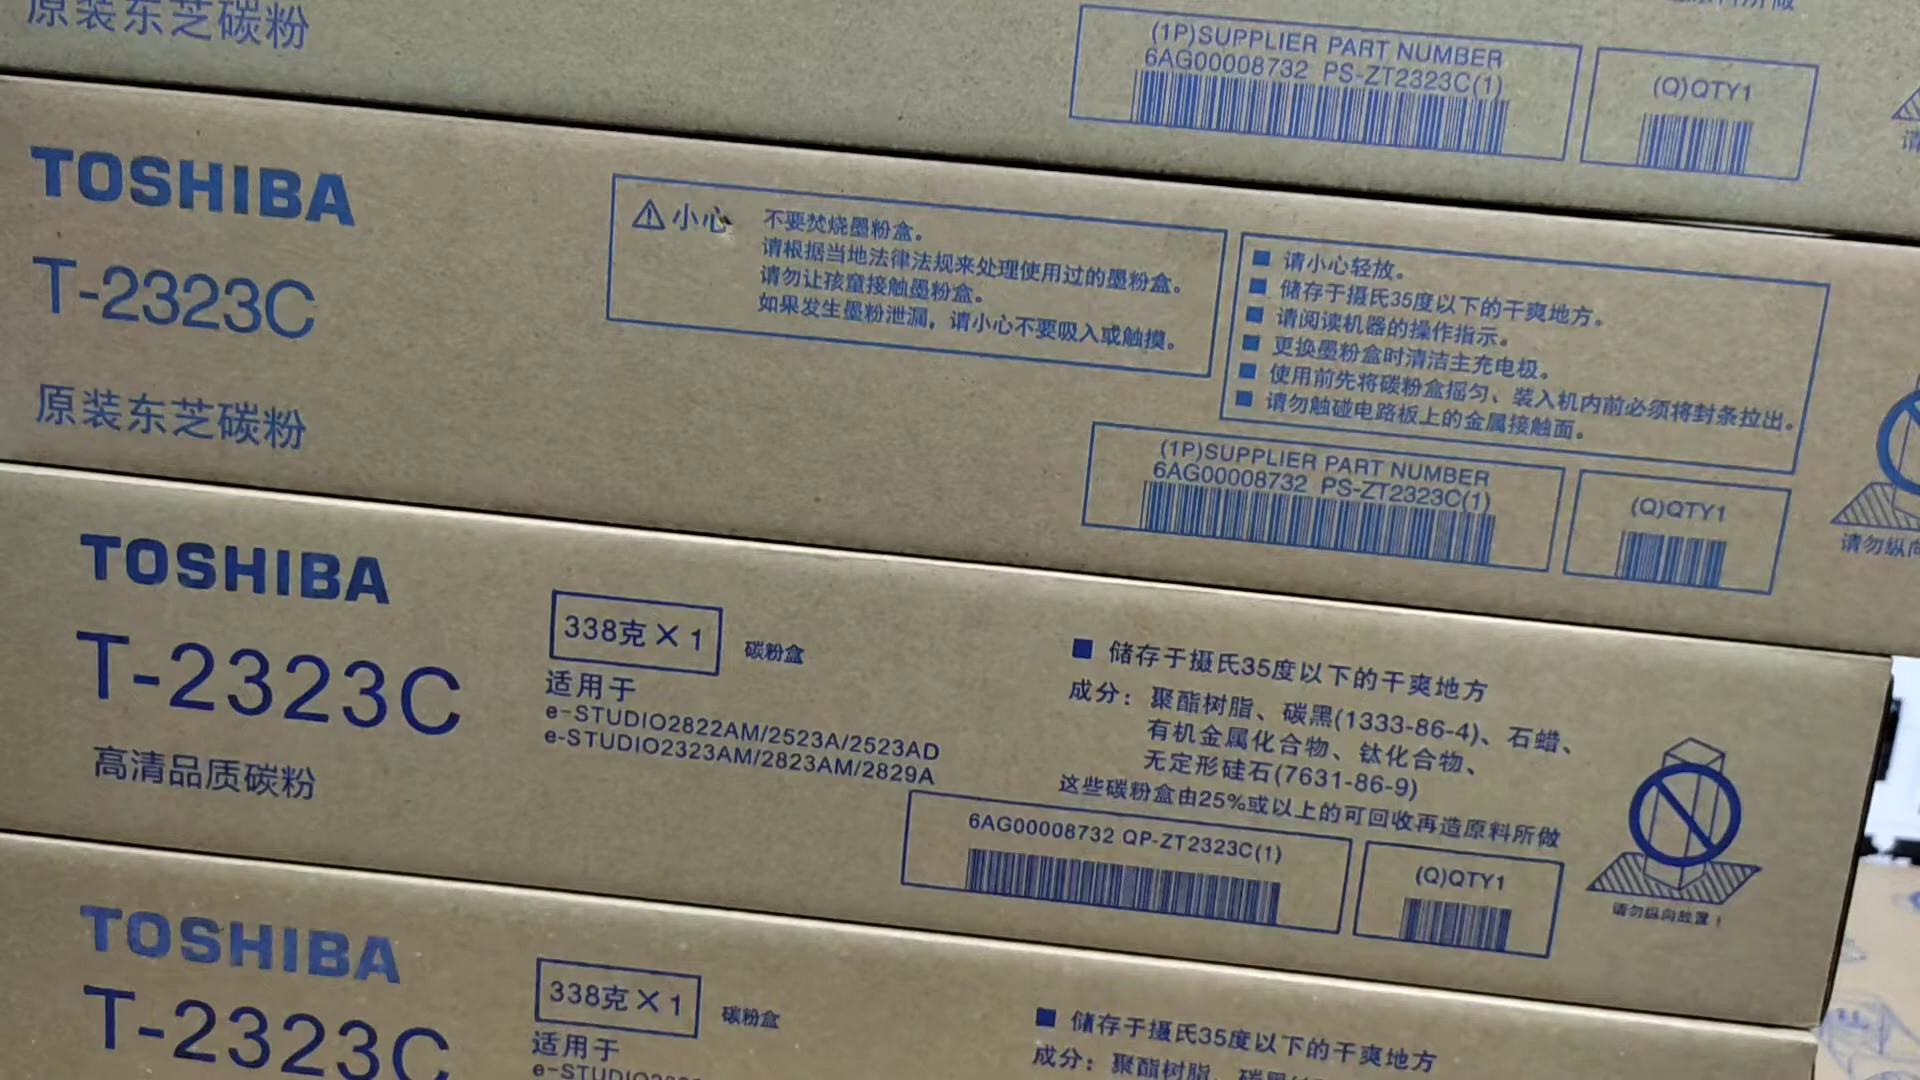 原装东芝碳粉
(1P)SUPPLIER PART NUMBER
6AG00008732 PS-ZT2323C(1)
(Q)QTY1
TOSHIBA
T-2323C
原装东芝碳粉
小心
不要焚烧墨粉盒。
请根据当地法律法规来处理使用过的墨粉盒。
请勿让孩童接触墨粉盒。
如果发生墨粉泄漏，请小心不要吸入或触摸。
■ 请小心轻放。
■ 储存于摄氏35度以下的干爽地方。
■ 请阅读机器的操作指示。
■ 更换墨粉盒时清洁主充电极。
■ 使用前先将碳粉盒摇匀、装入机内前必须将封条拉出。
■ 请勿触碰电路板上的金属接触面。
(1P)SUPPLIER PART NUMBER
6AG00008732 PS-ZT2323C(1)
(Q)QTY1
请勿纵向
TOSHIBA
T-2323C
高清品质碳粉
338克×1
碳粉盒
适用于
e-STUDIO2822AM/2523A/2523AD
e-STUDIO2323AM/2823AM/2829A
■ 储存于摄氏35度以下的干爽地方
成分：聚酯树脂、碳黑(1333-86-4)、石蜡、
有机金属化合物、钛化合物、
无定形硅石(7631-86-9)
这些碳粉盒由25%或以上的可回收再造原料所做
6AG00008732 QP-ZT2323C(1)
(Q)QTY1
请勿纵向放置！
TOSHIBA
T-2323C
338克×1
碳粉盒
适用于
■ 储存于摄氏35度以下的干爽地方
成分：聚酯树脂、碳黑